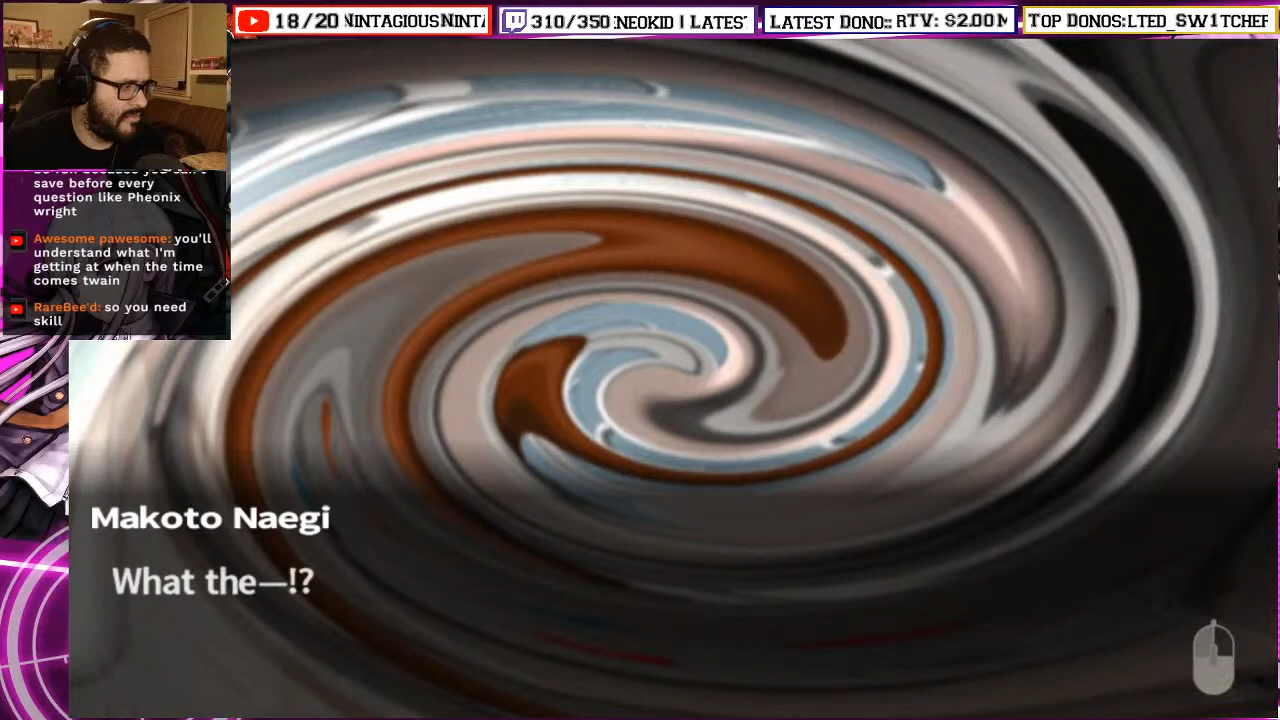 18/20 NINTAGIOUSNINTA
310/350 NEOKID | LATEST
LATEST DONO: RTV: $2.00
TOP DONOS: LTED_SW1TCHEF
save before every
question like Pheonix
wright
Awesome pawesome: you'll
understand what I'm
getting at when the time
comes twain
RareBee'd: so you need
skill
Makoto Naegi
What the—!?